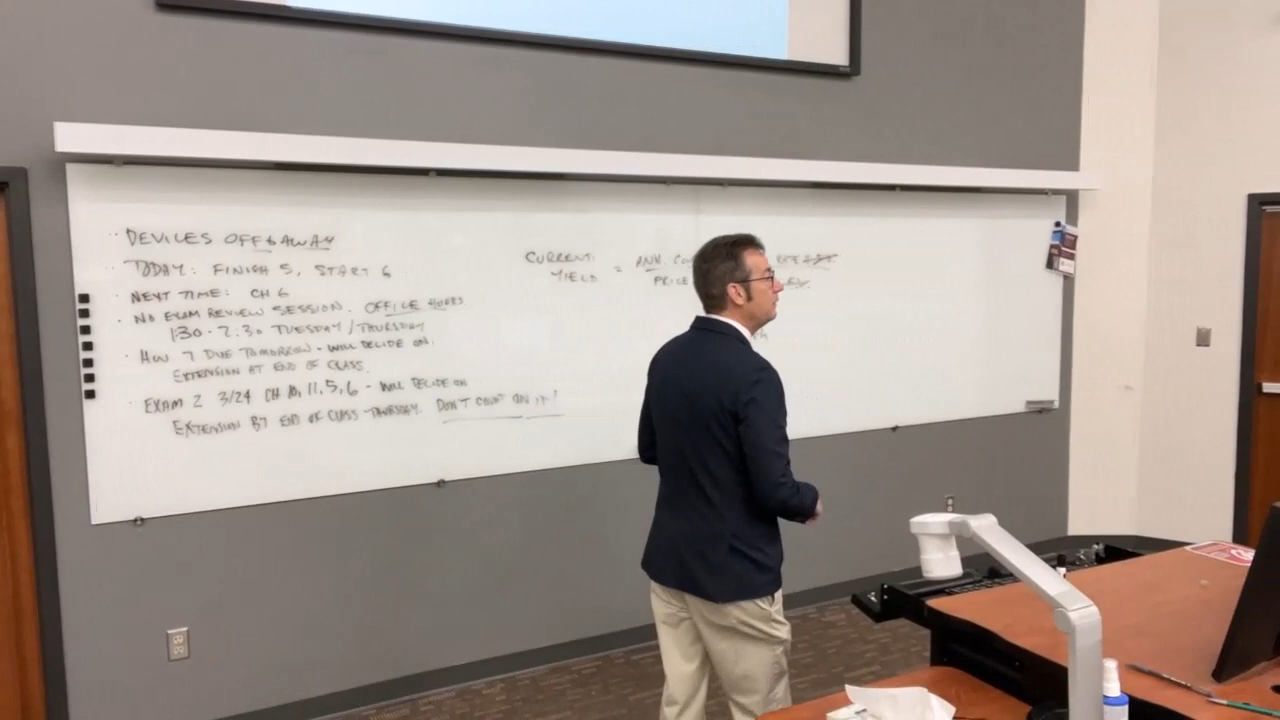 DEVICES OFF & AWAY
TODAY: FINISH 5, START 6
NEXT TIME: CH 6
NO EXAM REVIEW SESSION. OFFICE HOURS
1:30-2:30 TUESDAY/THURSDAY
HW 7 DUE TOMORROW - WILL DECIDE ON
EXTENSION AT END OF CLASS.
EXAM 2 3/24 CH 10, 11, 5, 6 - WILL DECIDE ON
EXTENSION BY END OF CLASS THURSDAY. DON'T COUNT ON IT!
CURRENT = ANN. COU
YIELD PRICE